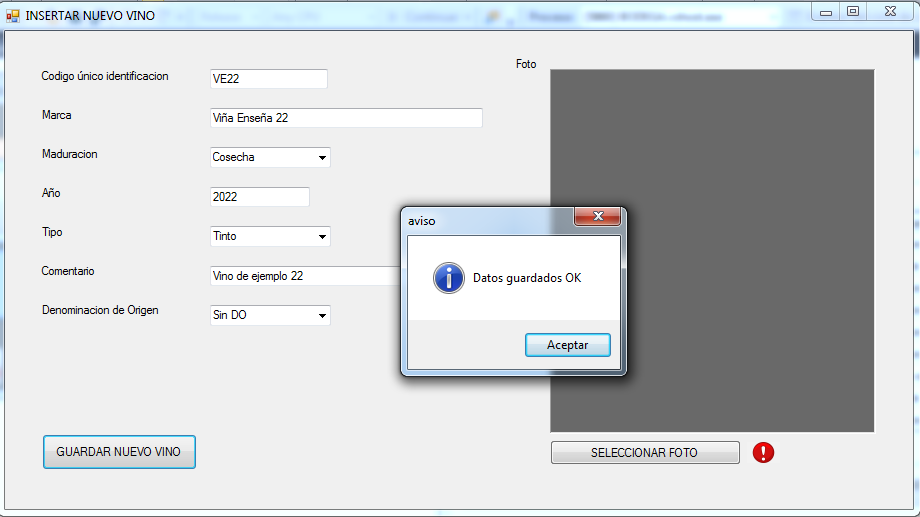 INSERTAR NUEVO VINO
Foto
Codigo único identificacion VE22
Marca Viña Enseña 22
Maduracion Cosecha
Año 2022
Tipo Tinto
Comentario Vino de ejemplo 22
Denominacion de Origen Sin DO
aviso
Datos guardados OK
Aceptar
GUARDAR NUEVO VINO
SELECCIONAR FOTO